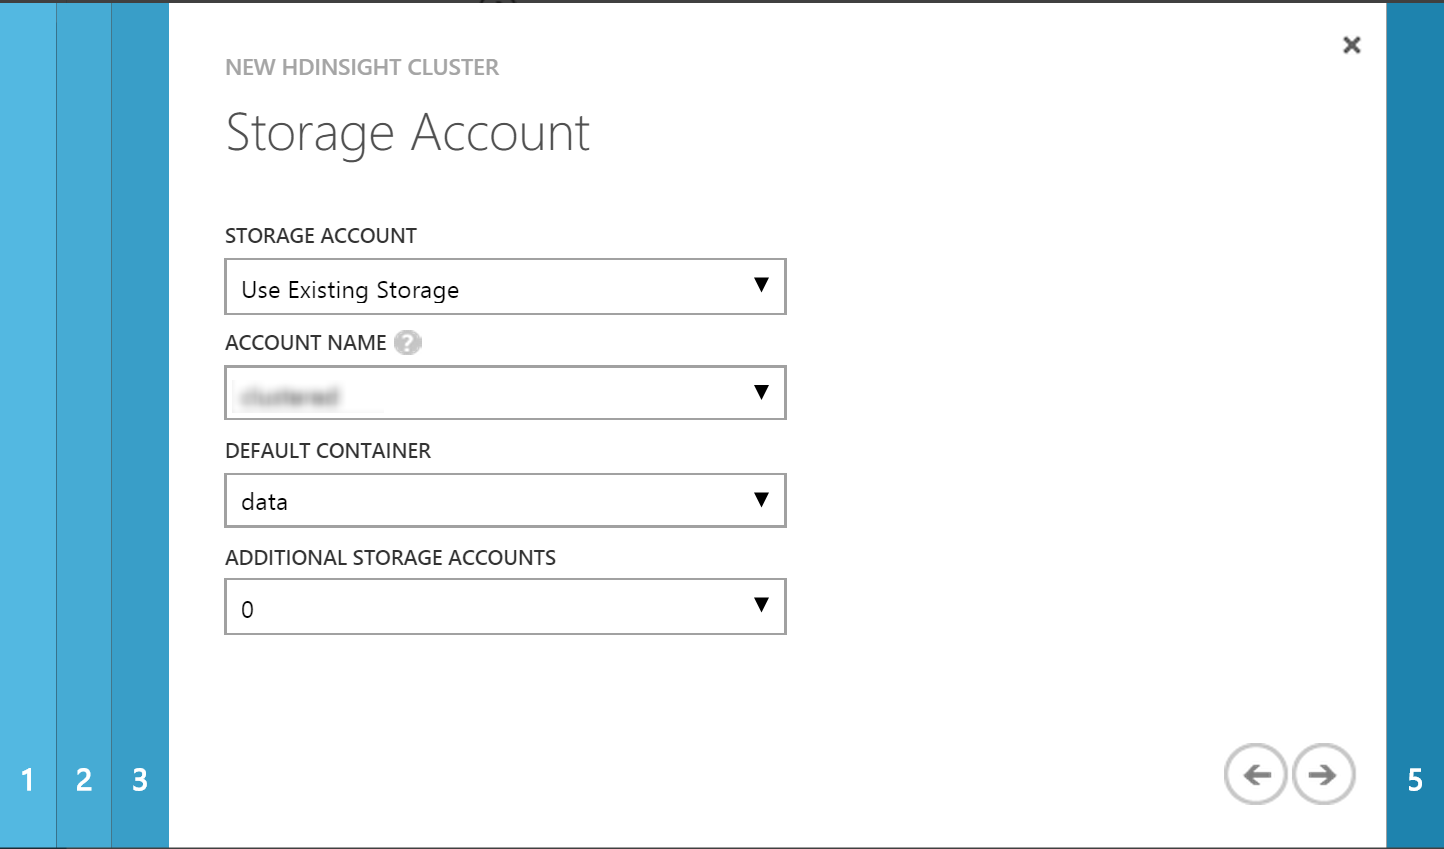 NEW HDINSIGHT CLUSTER
Storage Account
STORAGE ACCOUNT
Use Existing Storage
ACCOUNT NAME ?
DEFAULT CONTAINER
data
ADDITIONAL STORAGE ACCOUNTS
0
1 2 3 5